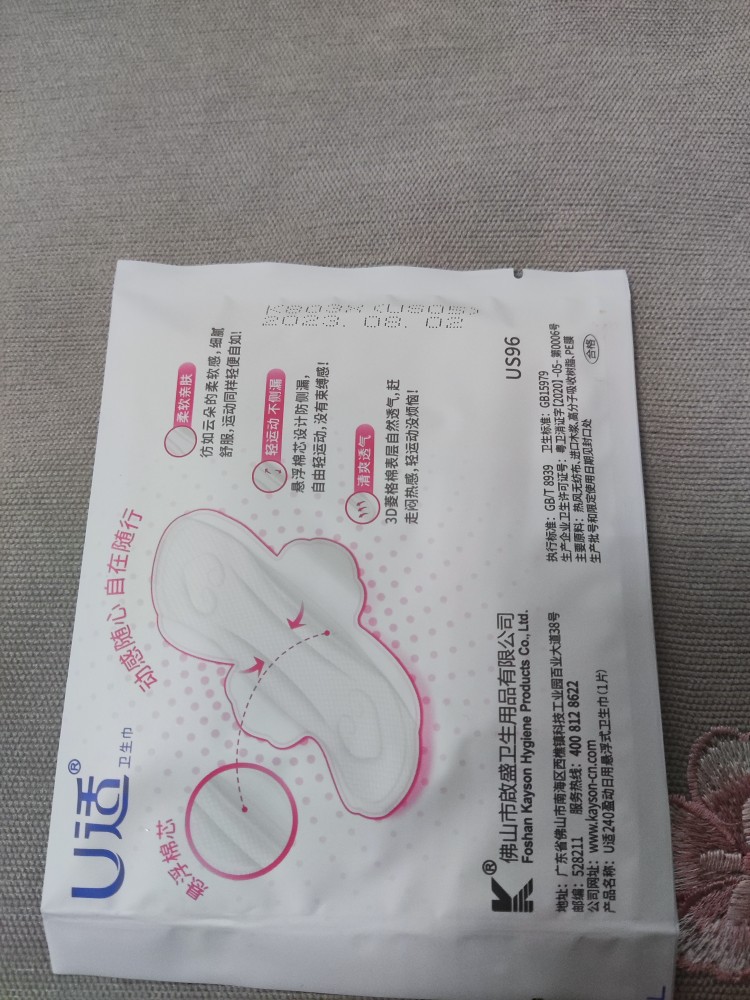 U适® 卫生巾
动感随心 自在随行
悬浮棉芯
柔软亲肤
彷如云朵的柔软感,细腻
舒服,运动同样轻便自如!
轻运动 不侧漏
悬浮棉芯设计防侧漏,
自由轻运动,没有束缚感!
清爽透气
3D菱格棉表层自然透气,赶
走闷热感,轻运动没烦恼!
US96
K®
佛山市啟盛卫生用品有限公司
Foshan Kayson Hygiene Products Co., Ltd.
地址:广东省佛山市南海区西樵镇科技工业园百业大道38号
邮编:528211 服务热线:400 812 8622
公司网址:www.kayson-cn.com
产品名称:U适240盈动日用悬浮式卫生巾(1片)
执行标准:GB/T 8939 卫生标准:GB15979
生产企业卫生许可证号:粤卫消证字[2020]-05-第0006号
主要原料:热风无纺布、进口木浆、高分子吸收树脂、PE膜
生产批号和限定使用日期见封口处
合格